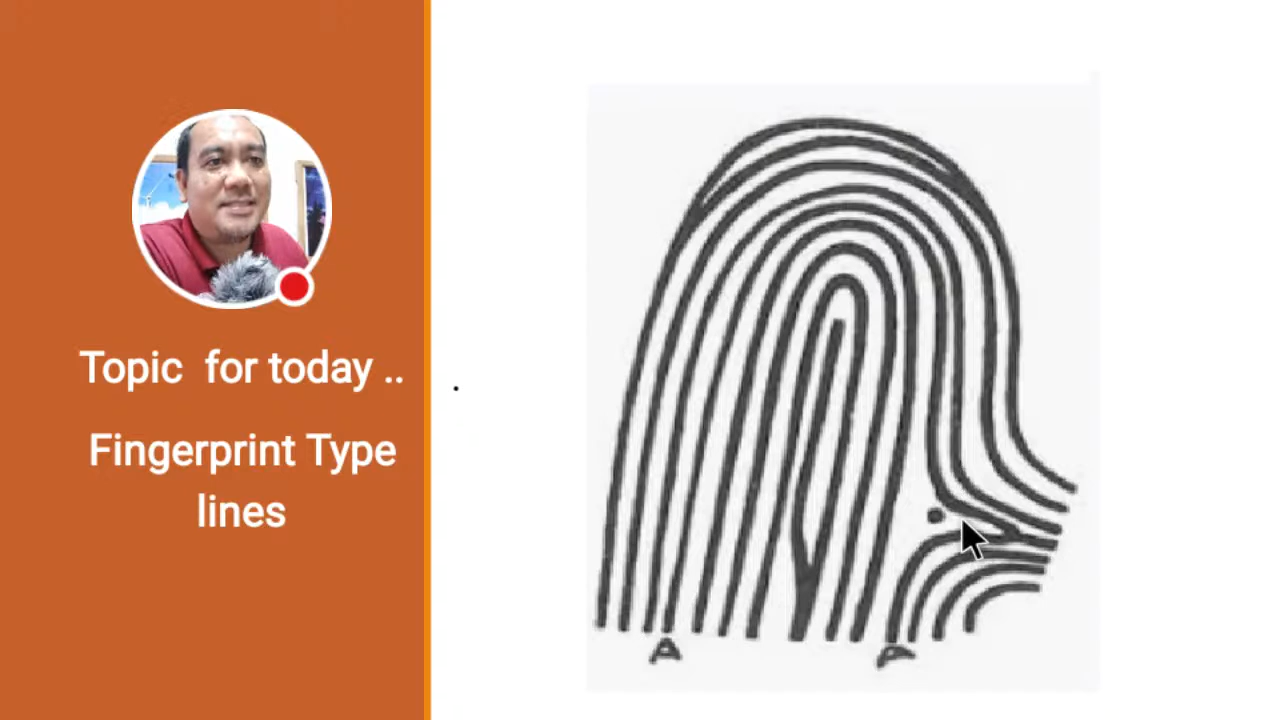 Topic for today ..
Fingerprint Type
lines
.
A A